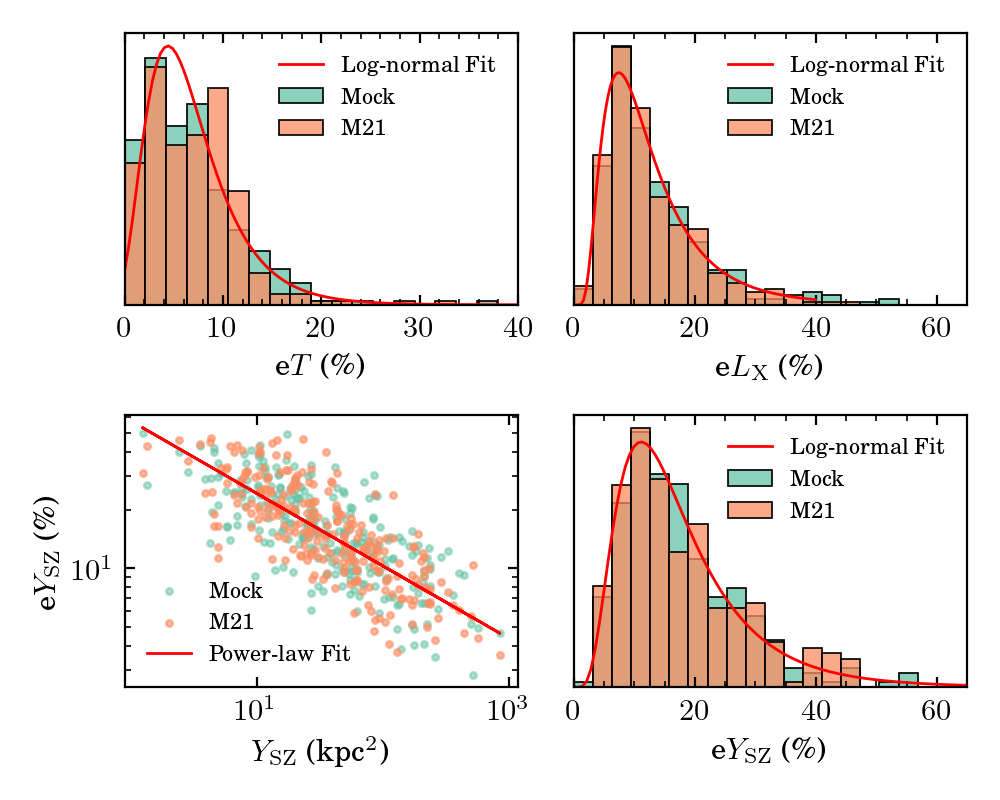 Log-normal Fit
Mock
M21
0 10 20 30 40
eT (%)
Log-normal Fit
Mock
M21
0 20 40 60
eL_X (%)
eY_SZ (%)
10^1
Mock
M21
Power-law Fit
10^1 10^3
Y_SZ (kpc^2)
Log-normal Fit
Mock
M21
0 20 40 60
eY_SZ (%)